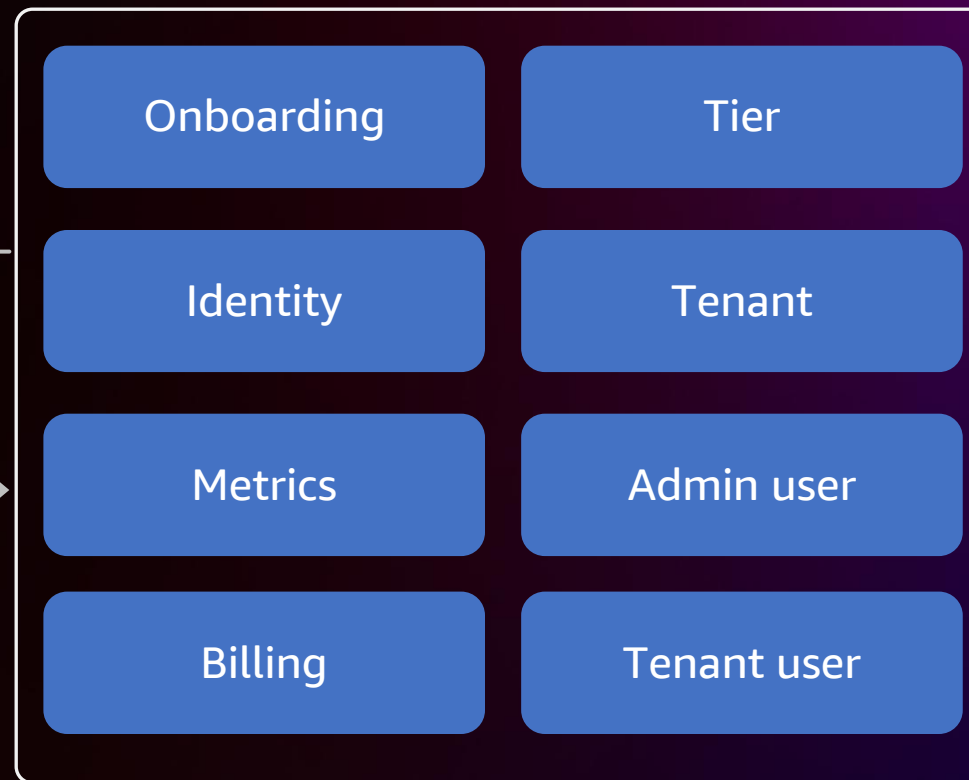 Onboarding
Tier
Identity
Tenant
Metrics
Admin user
Billing
Tenant user